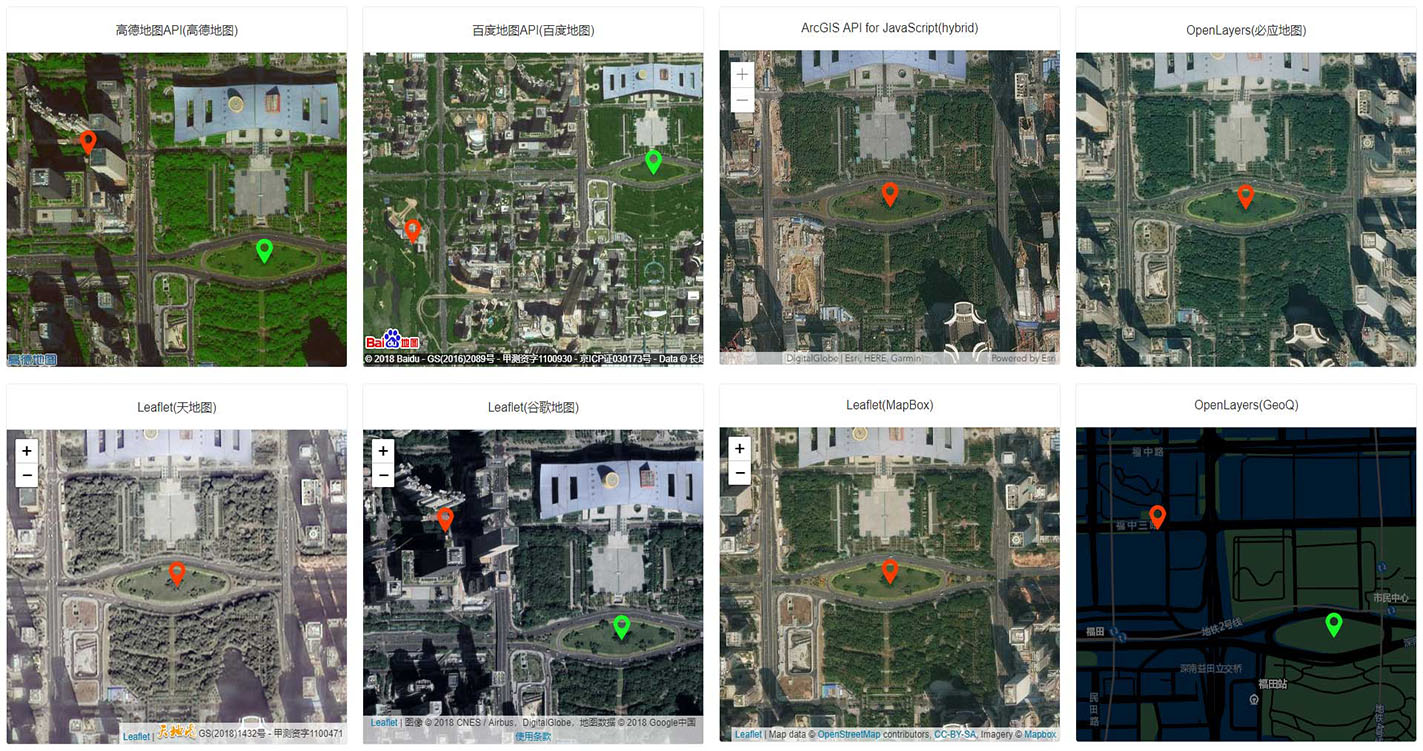 高德地图API(高德地图)
百度地图API(百度地图)
ArcGIS API for JavaScript(hybrid)
OpenLayers(必应地图)
+
−
高德地图
Bai 地图
© 2018 Baidu - GS(2016)2089号 - 甲测资字1100930 - 京ICP证030173号 - Data © 长地
DigitalGlobe | Esri, HERE, Garmin
Powered by Esri
Leaflet(天地图)
Leaflet(谷歌地图)
Leaflet(MapBox)
OpenLayers(GeoQ)
+
−
Leaflet | 天地图 GS(2018)1432号 - 甲测资字1100471
+
−
Leaflet | 图像 © 2018 CNES / Airbus, DigitalGlobe, 地图数据 © 2018 Google中国
使用条款
+
−
Leaflet | Map data © OpenStreetMap contributors, CC-BY-SA, Imagery © Mapbox
福中路
福中三路
市民中心
地铁2号线
福田
深南益田立交桥
福田站
民田路
地铁